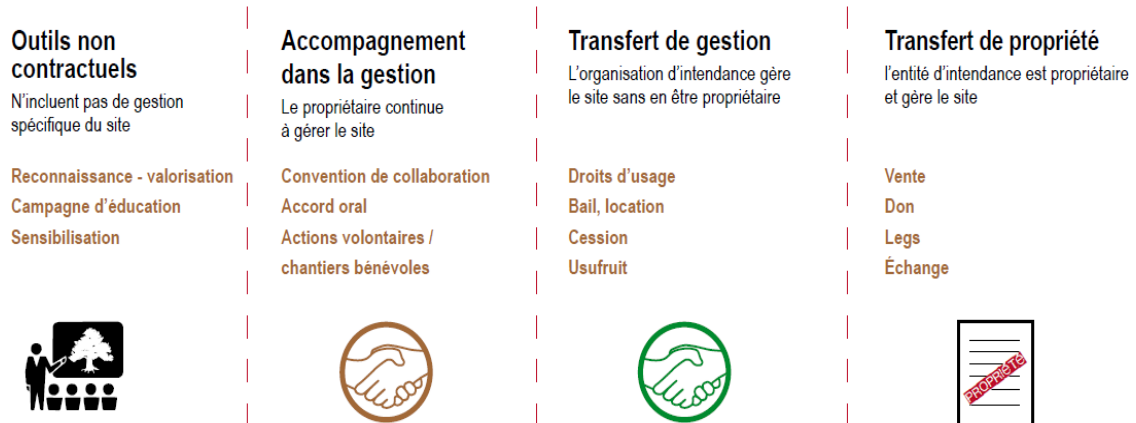 Outils non
contractuels
N'incluent pas de gestion
spécifique du site
Reconnaissance - valorisation
Campagne d'éducation
Sensibilisation
Accompagnement
dans la gestion
Le propriétaire continue
à gérer le site
Convention de collaboration
Accord oral
Actions volontaires /
chantiers bénévoles
Transfert de gestion
L'organisation d'intendance gère
le site sans en être propriétaire
Droits d'usage
Bail, location
Cession
Usufruit
Transfert de propriété
l'entité d'intendance est propriétaire
et gère le site
Vente
Don
Legs
Échange
PROPRIÉTÉ